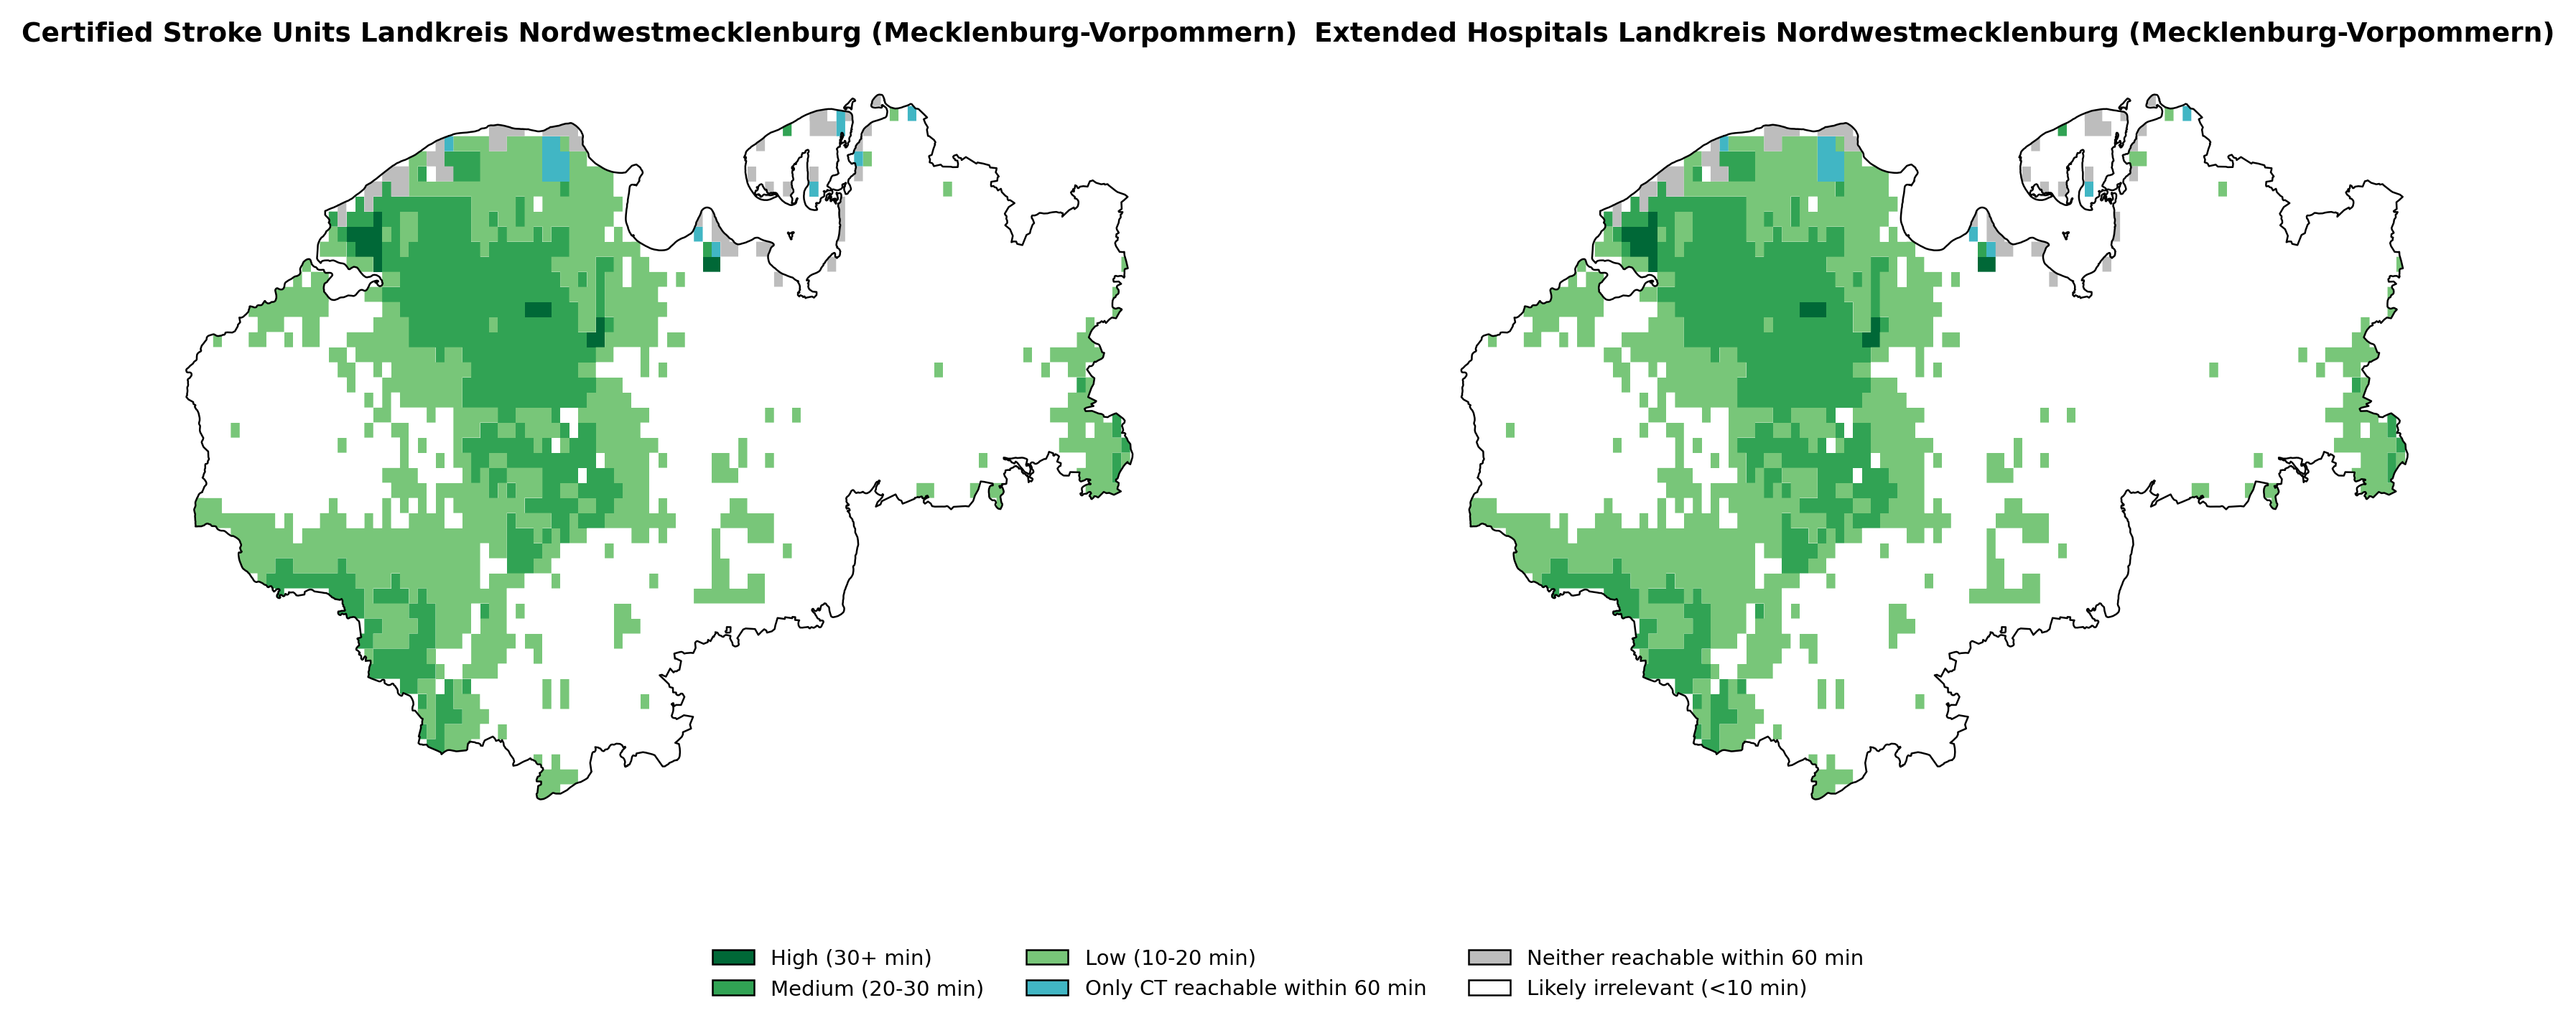 Certified Stroke Units Landkreis Nordwestmecklenburg (Mecklenburg-Vorpommern)
Extended Hospitals Landkreis Nordwestmecklenburg (Mecklenburg-Vorpommern)
High (30+ min)
Medium (20-30 min)
Low (10-20 min)
Only CT reachable within 60 min
Neither reachable within 60 min
Likely irrelevant (<10 min)